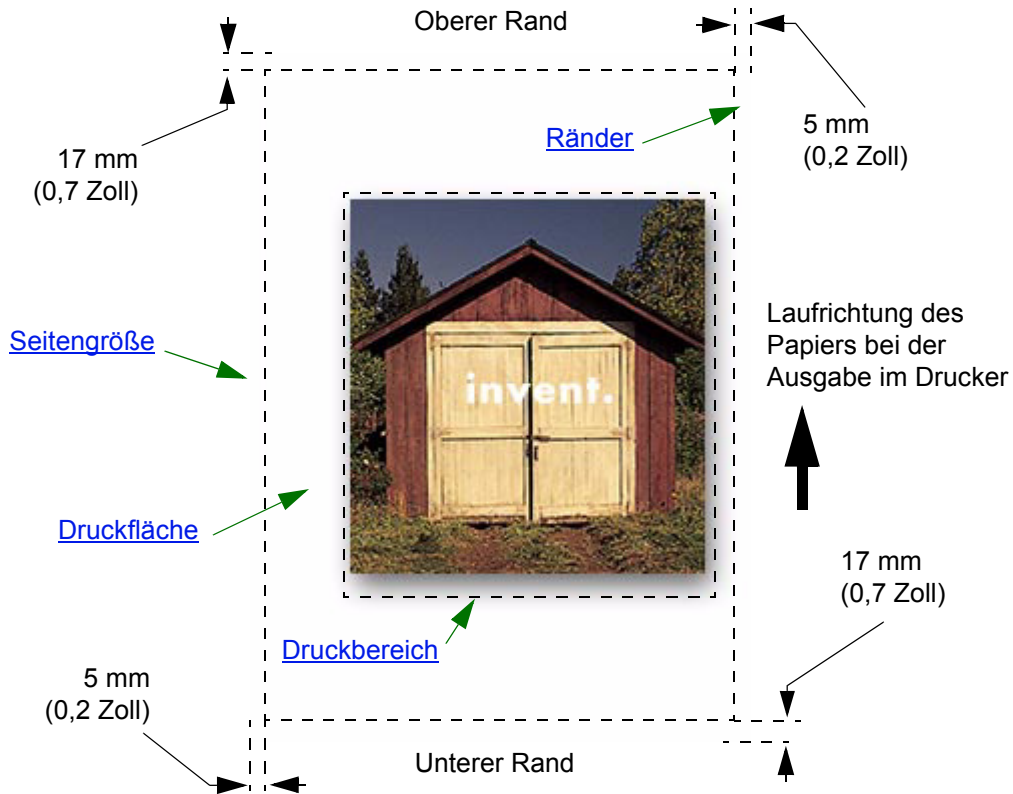 Oberer Rand
5 mm
(0,2 Zoll)
Ränder
17 mm
(0,7 Zoll)
Laufrichtung des
Papiers bei der
Ausgabe im Drucker
Seitengröße
invent.
Druckfläche
17 mm
(0,7 Zoll)
Druckbereich
5 mm
(0,2 Zoll)
Unterer Rand